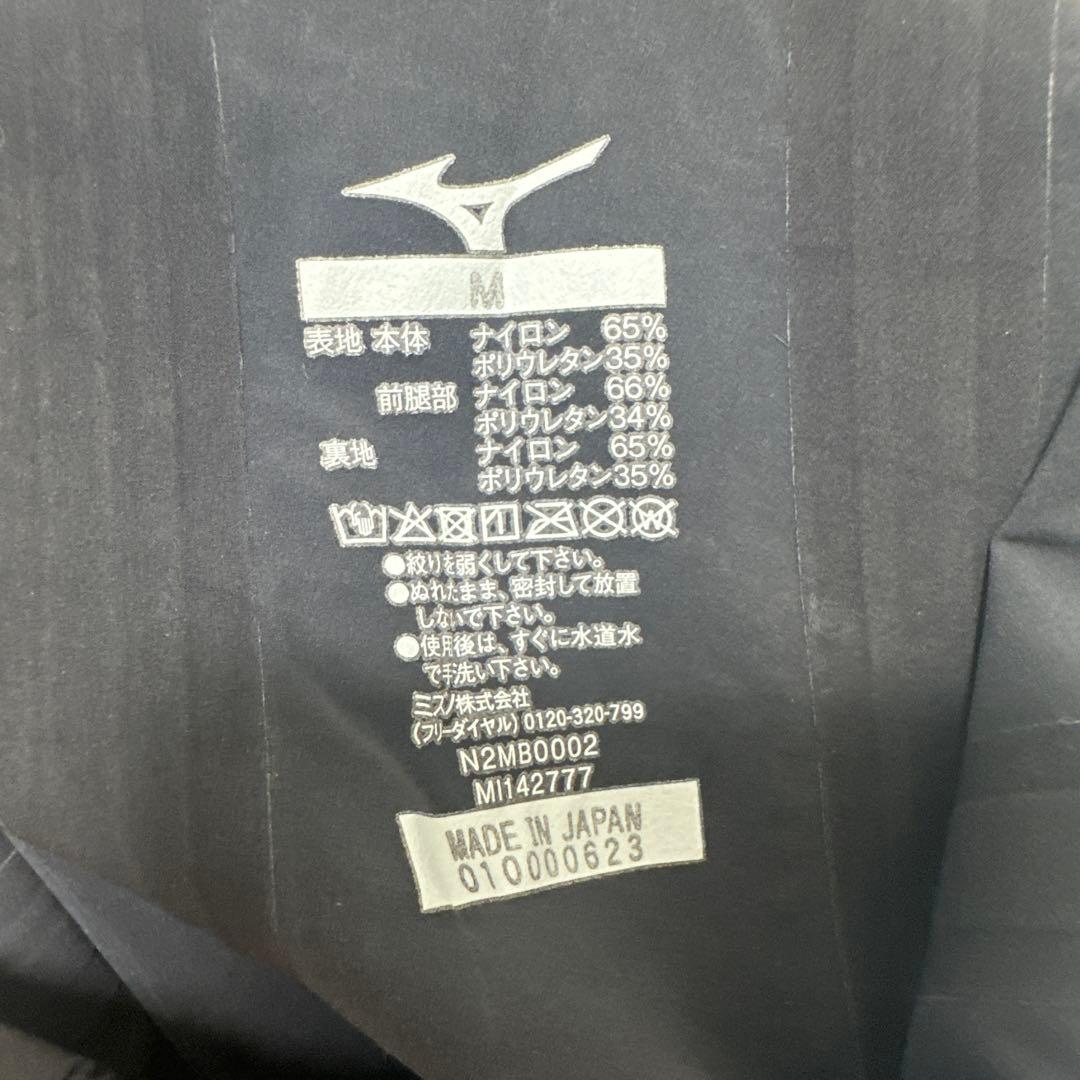 M
表地 本体 ナイロン 65%
ポリウレタン35%
前腿部 ナイロン 66%
ポリウレタン34%
裏地 ナイロン 65%
ポリウレタン35%
●絞りを弱くして下さい。
●ぬれたまま、密封して放置
しないで下さい。
●使用後は、すぐに水道水
で手洗い下さい。
ミズノ株式会社
(フリーダイヤル) 0120-320-799
N2MB0002
MI142777
MADE IN JAPAN
010000623